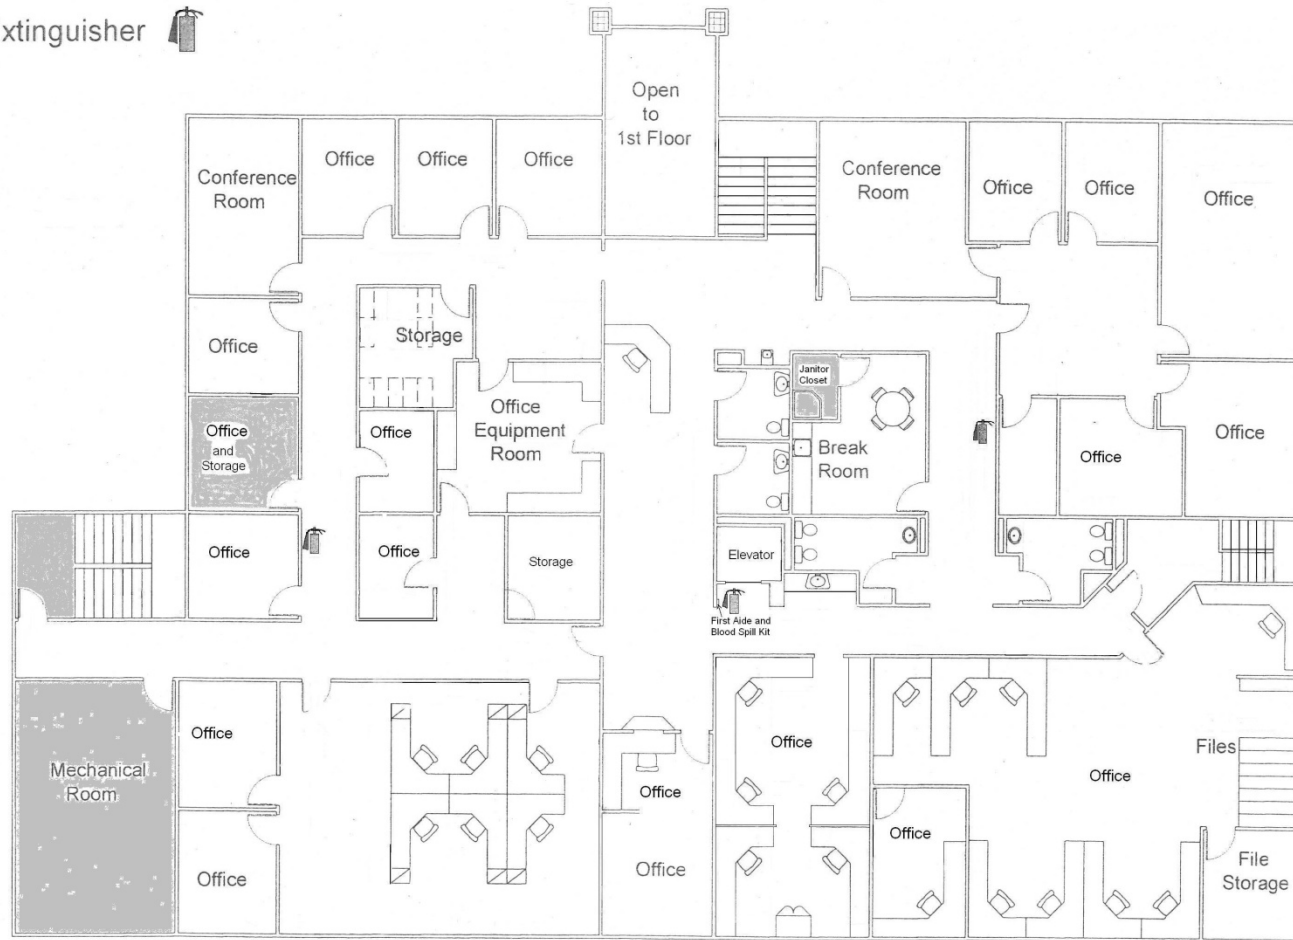 xtinguisher
Open
to
1st Floor
Conference
Room
Office
Office
Office
Conference
Room
Office
Office
Office
Office
Storage
Janitor
Closet
Office
and
Storage
Office
Office
Equipment
Room
Break
Room
Office
Office
Office
Office
Storage
Elevator
First Aide and
Blood Spill Kit
Office
Office
Files
Mechanical
Room
Office
Office
Office
Office
Office
File
Storage
Office